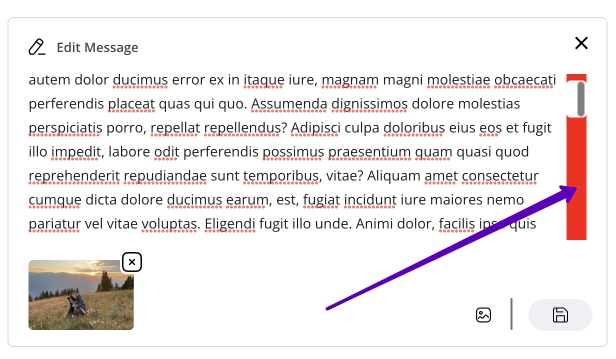 Edit Message
autem dolor ducimus error ex in itaque iure, magnam magni molestiae obcaecati
perferendis placeat quas qui quo. Assumenda dignissimos dolore molestias
perspiciatis porro, repellat repellendus? Adipisci culpa doloribus eius eos et fugit
illo impedit, labore odit perferendis possimus praesentium quam quasi quod
reprehenderit repudiandae sunt temporibus, vitae? Aliquam amet consectetur
cumque dicta dolore ducimus earum, est, fugiat incidunt iure maiores nemo
pariatur vel vitae voluptas. Eligendi fugit illo unde. Animi dolor, facilis quis